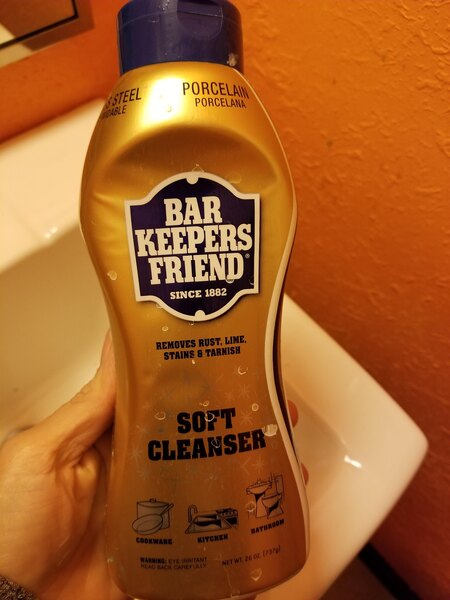 STEEL
PORCELAIN
PORCELANA
BAR
KEEPERS
FRIEND®
SINCE 1882
REMOVES RUST, LIME,
STAINS & TARNISH
SOFT
CLEANSER
COOKWARE
KITCHEN
BATHROOM
WARNING: EYE IRRITANT
READ BACK CAREFULLY
NET WT. 26 OZ. (737g)